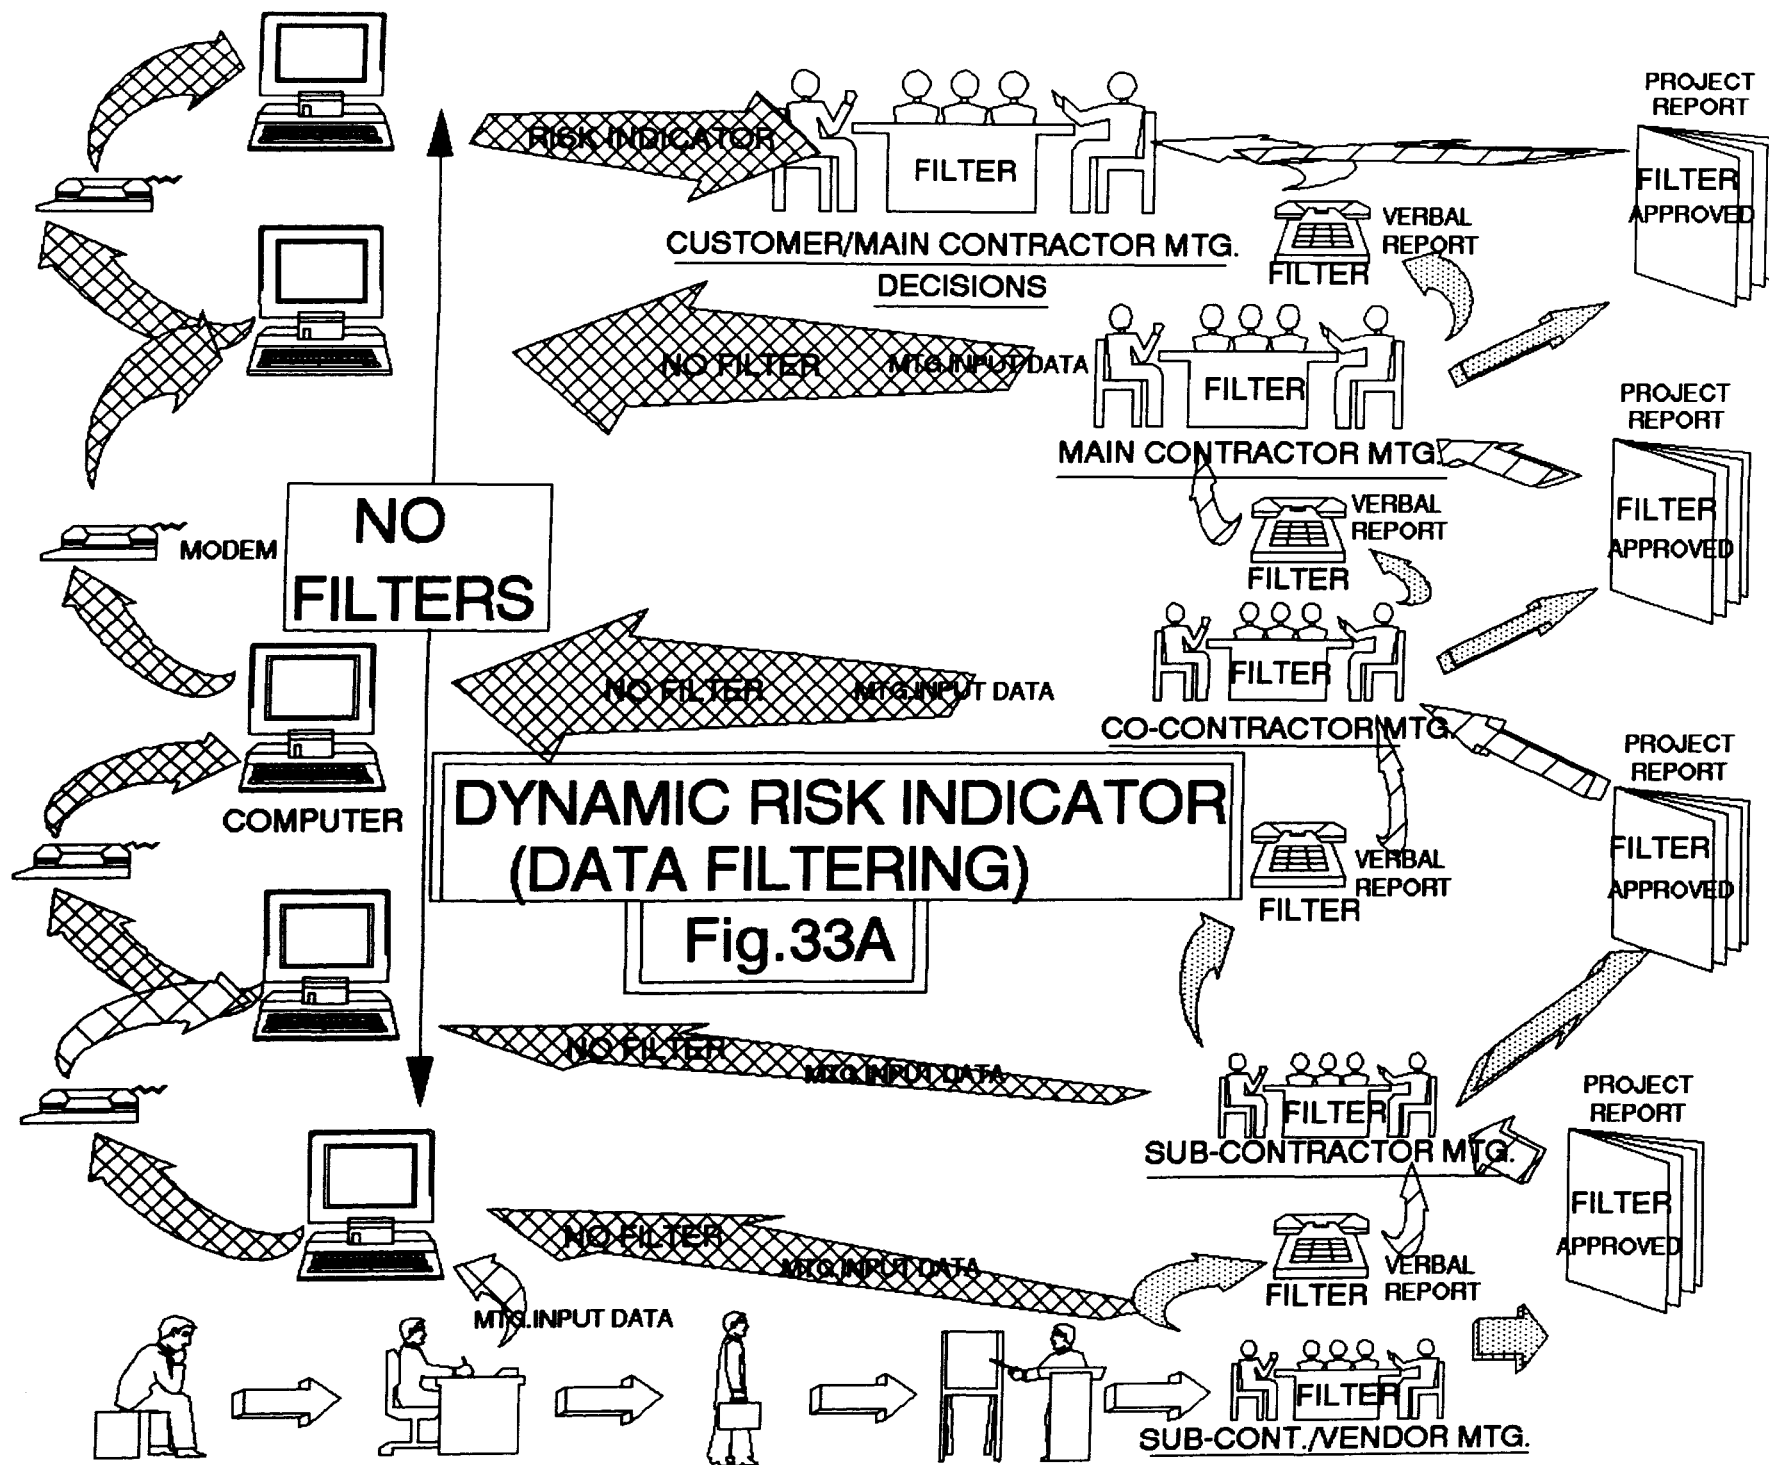 PROJECT
REPORT
RISK INDICATOR
FILTER
FILTER
APPROVED
VERBAL
REPORT
FILTER
CUSTOMER/MAIN CONTRACTOR MTG.
DECISIONS
NO FILTER
MTG.INPUT DATA
FILTER
PROJECT
REPORT
MAIN CONTRACTOR MTG.
NO
FILTERS
MODEM
VERBAL
REPORT
FILTER
FILTER
APPROVED
NO FILTER
MTG.INPUT DATA
FILTER
CO-CONTRACTOR MTG.
PROJECT
REPORT
COMPUTER
DYNAMIC RISK INDICATOR
(DATA FILTERING)
Fig.33A
VERBAL
REPORT
FILTER
FILTER
APPROVED
NO FILTER
MTG.INPUT DATA
FILTER
SUB-CONTRACTOR MTG.
PROJECT
REPORT
FILTER
APPROVED
NO FILTER
MTG.INPUT DATA
FILTER
VERBAL
REPORT
MTG.INPUT DATA
FILTER
SUB-CONT./VENDOR MTG.